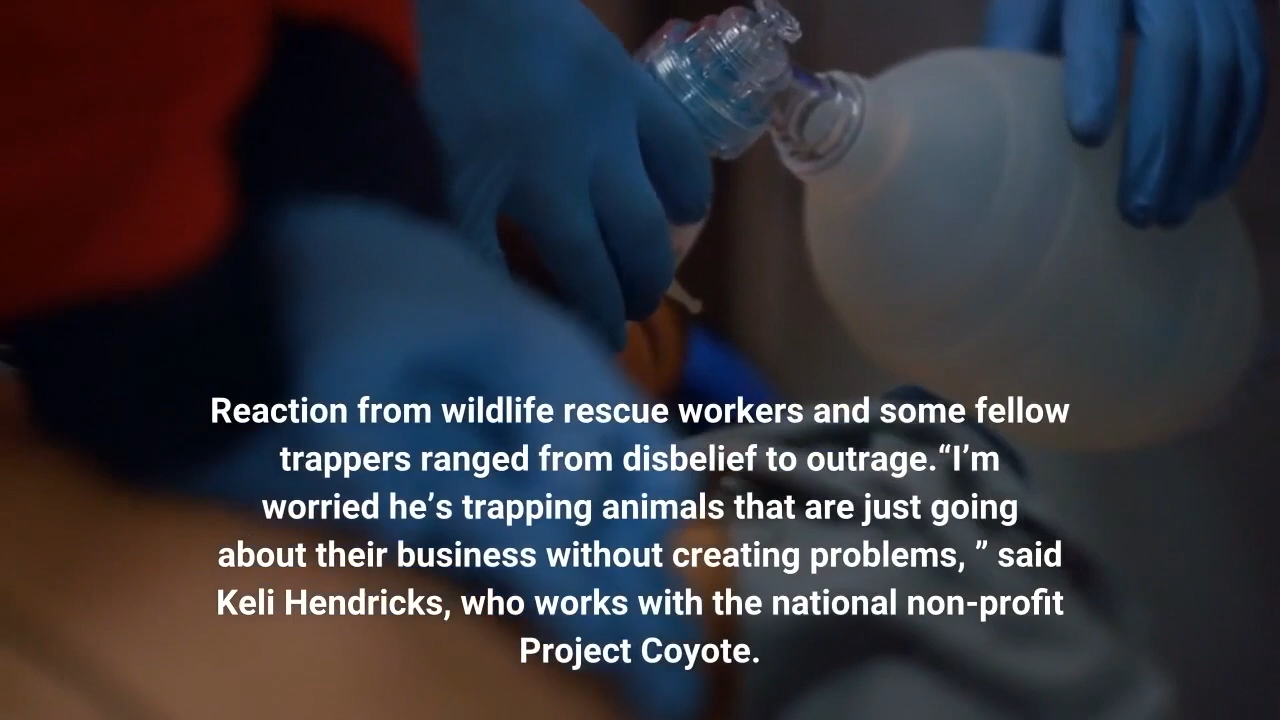 Reaction from wildlife rescue workers and some fellow
trappers ranged from disbelief to outrage.“I’m
worried he’s trapping animals that are just going
about their business without creating problems, ” said
Keli Hendricks, who works with the national non-profit
Project Coyote.